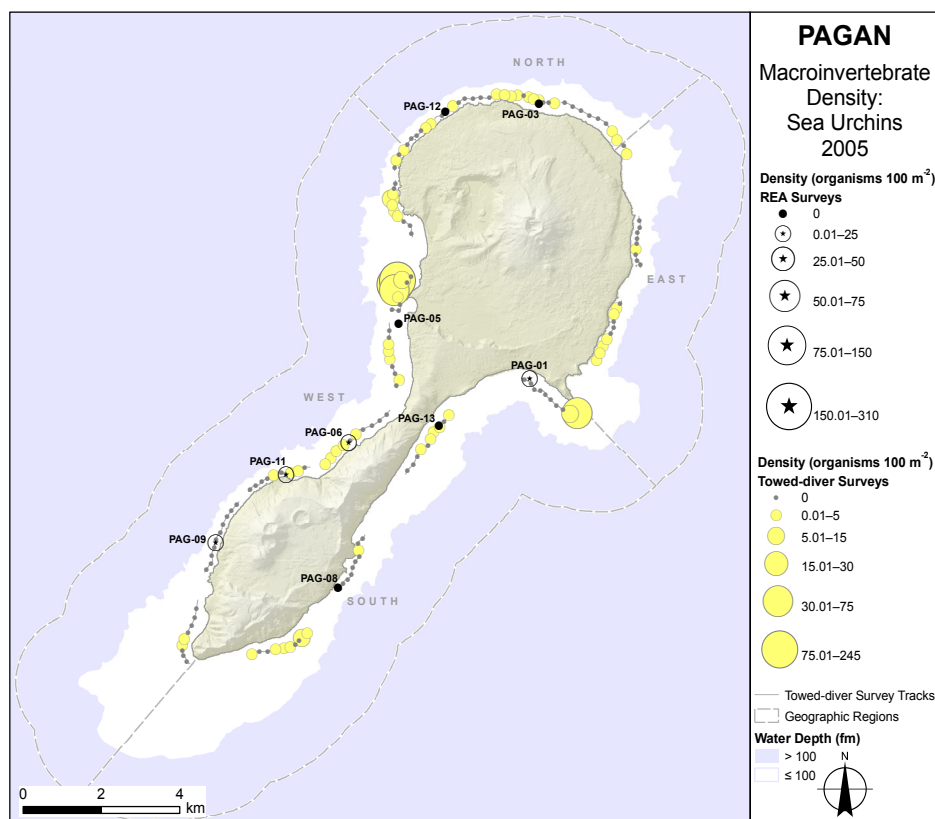 PAGAN
Macroinvertebrate
Density:
Sea Urchins
2005
Density (organisms 100 m-2)
REA Surveys
0
0.01–25
25.01–50
50.01–75
75.01–150
150.01–310
Density (organisms 100 m-2)
Towed-diver Surveys
0
0.01–5
5.01–15
15.01–30
30.01–75
75.01–245
Towed-diver Survey Tracks
Geographic Regions
Water Depth (fm)
> 100
≤ 100
N
NORTH
PAG-12
PAG-03
EAST
PAG-05
PAG-01
WEST
PAG-13
PAG-06
PAG-11
PAG-09
PAG-08
SOUTH
0 2 4
km